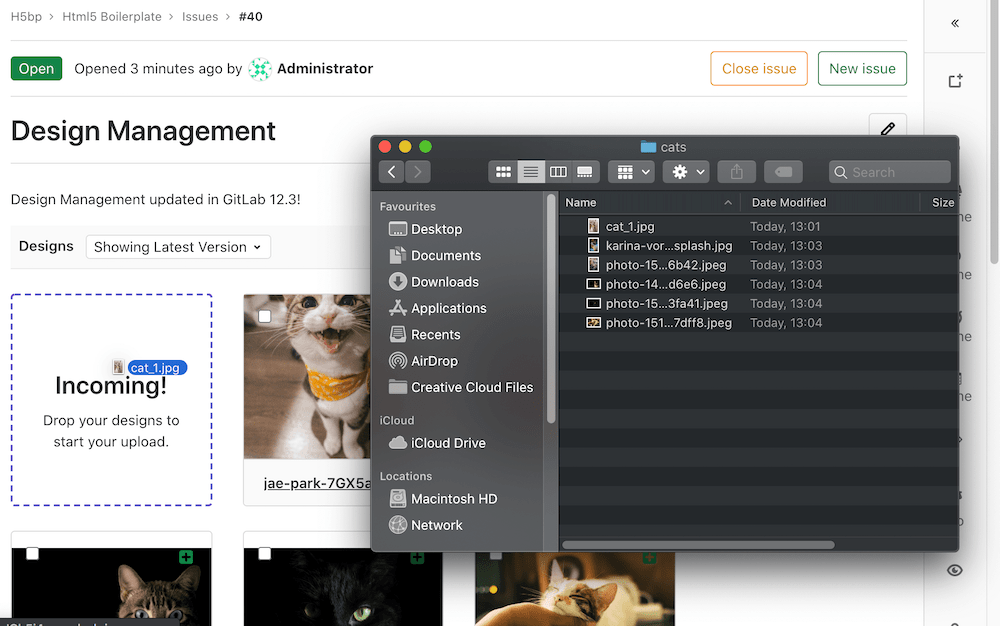 H5bp > Html5 Boilerplate > Issues > #40
Open Opened 3 minutes ago by Administrator
Close issue New issue
Design Management
Design Management updated in GitLab 12.3!
Designs Showing Latest Version
cat_1.jpg
Incoming!
Drop your designs to
start your upload.
jae-park-7GX5a
cats
Search
Favourites
Desktop
Documents
Downloads
Applications
Recents
AirDrop
Creative Cloud Files
iCloud
iCloud Drive
Locations
Macintosh HD
Network
Name Date Modified Size
cat_1.jpg Today, 13:01
karina-vor...splash.jpg Today, 13:03
photo-15...6b42.jpeg Today, 13:03
photo-14...d6e6.jpeg Today, 13:04
photo-15...3fa41.jpeg Today, 13:04
photo-151...7dff8.jpeg Today, 13:04